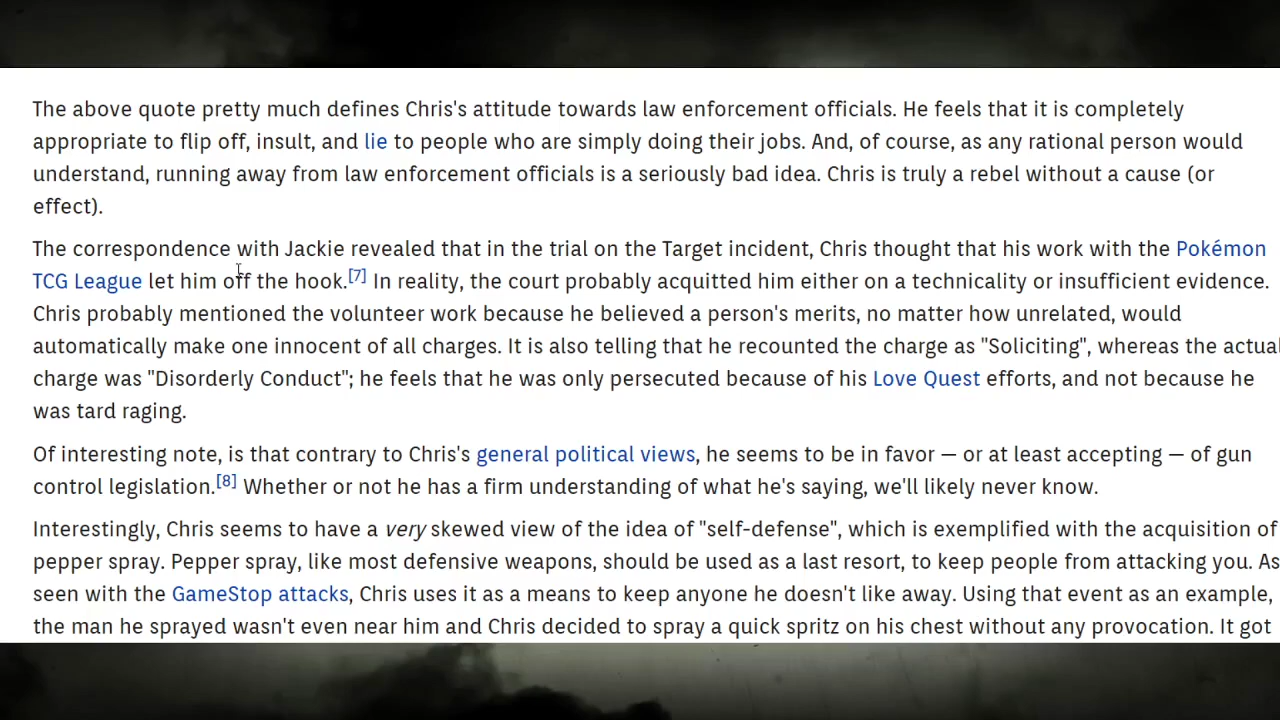 The above quote pretty much defines Chris's attitude towards law enforcement officials. He feels that it is completely
appropriate to flip off, insult, and lie to people who are simply doing their jobs. And, of course, as any rational person would
understand, running away from law enforcement officials is a seriously bad idea. Chris is truly a rebel without a cause (or
effect).
The correspondence with Jackie revealed that in the trial on the Target incident, Chris thought that his work with the Pokémon
TCG League let him off the hook.[7] In reality, the court probably acquitted him either on a technicality or insufficient evidence.
Chris probably mentioned the volunteer work because he believed a person's merits, no matter how unrelated, would
automatically make one innocent of all charges. It is also telling that he recounted the charge as "Soliciting", whereas the actual
charge was "Disorderly Conduct"; he feels that he was only persecuted because of his Love Quest efforts, and not because he
was tard raging.
Of interesting note, is that contrary to Chris's general political views, he seems to be in favor — or at least accepting — of gun
control legislation.[8] Whether or not he has a firm understanding of what he's saying, we'll likely never know.
Interestingly, Chris seems to have a very skewed view of the idea of "self-defense", which is exemplified with the acquisition of
pepper spray. Pepper spray, like most defensive weapons, should be used as a last resort, to keep people from attacking you. As
seen with the GameStop attacks, Chris uses it as a means to keep anyone he doesn't like away. Using that event as an example,
the man he sprayed wasn't even near him and Chris decided to spray a quick spritz on his chest without any provocation. It got